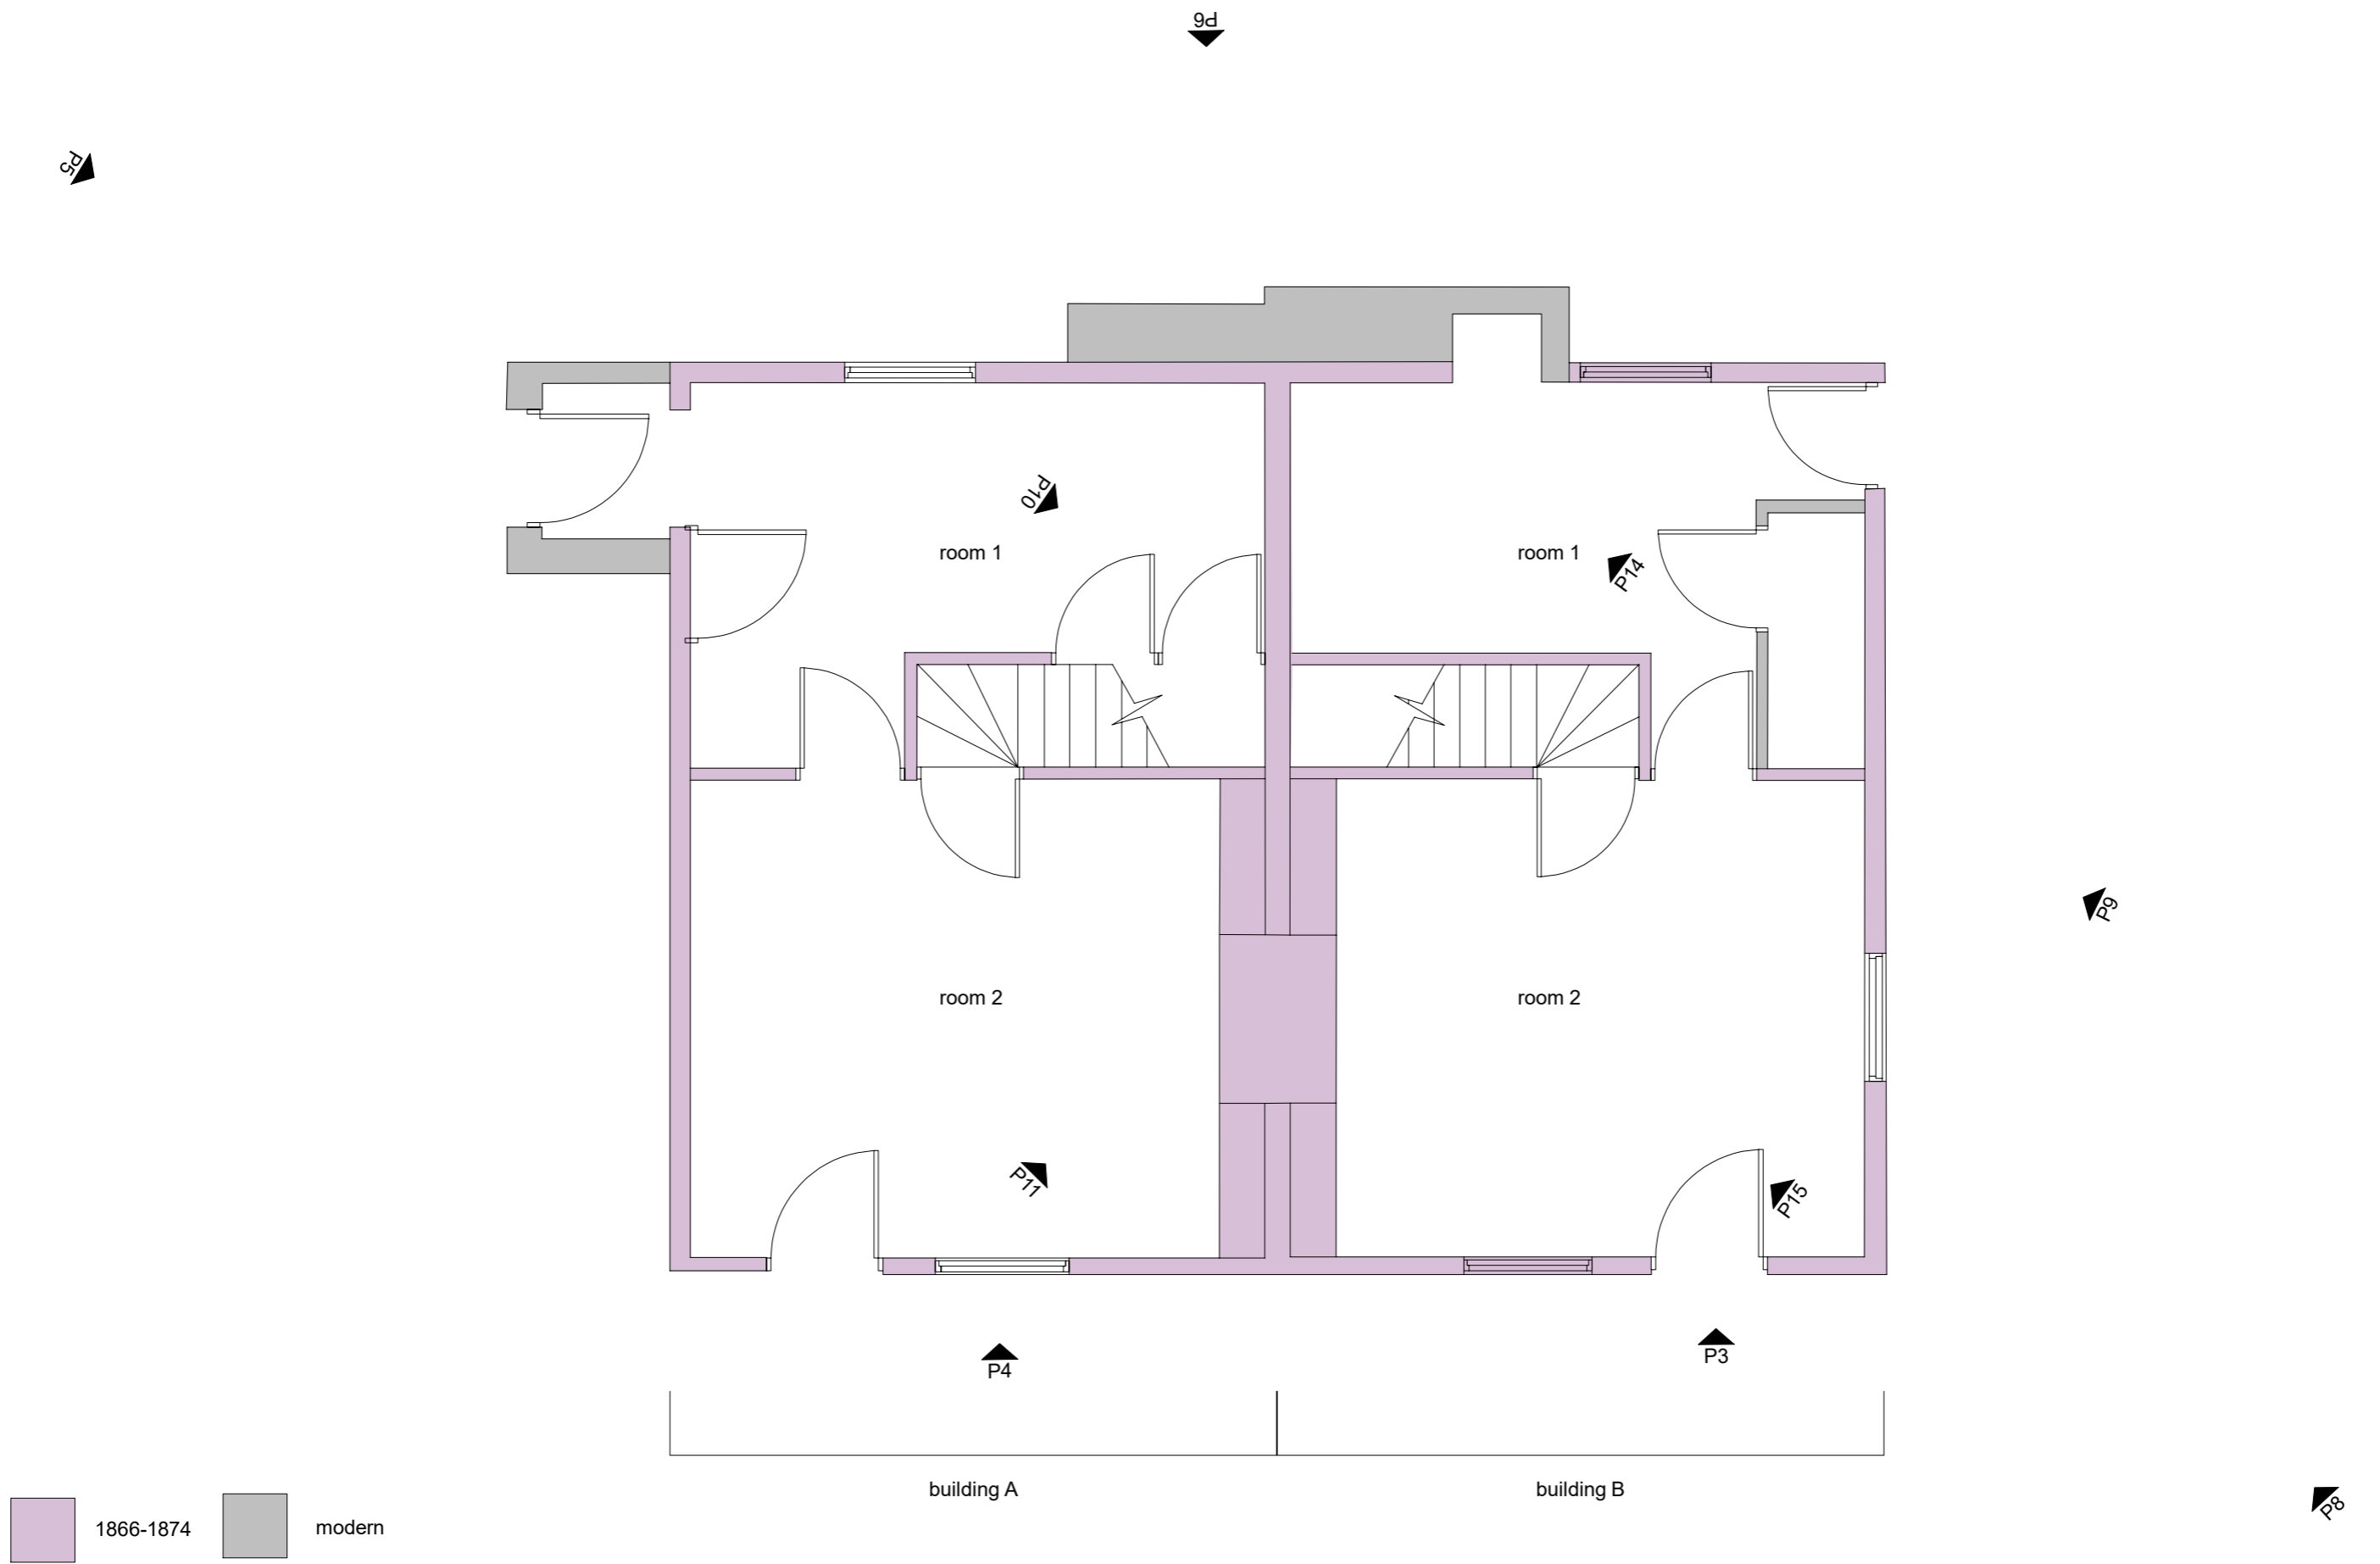 P6
P5
P10
room 1
room 1
P14
P9
room 2
room 2
P11
P15
P4
P3
building A
building B
P8
1866-1874
modern